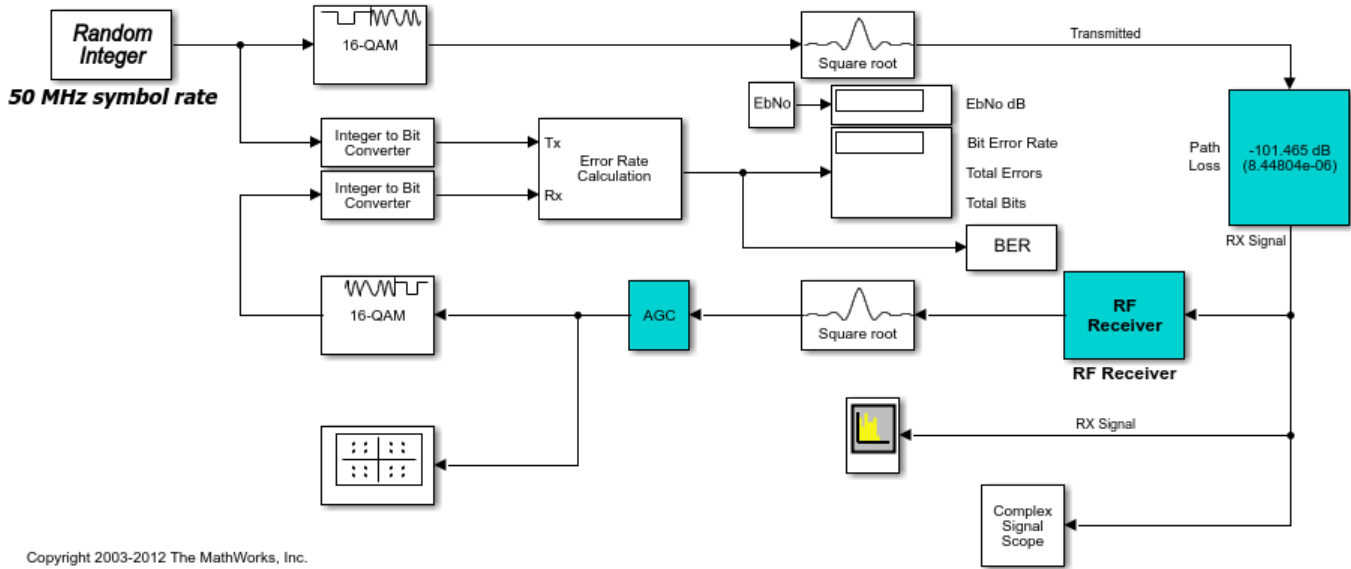 Random
Integer
50 MHz symbol rate
16-QAM
Square root
Transmitted
EbNo
EbNo dB
Integer to Bit
Converter
Tx
Error Rate
Calculation
Rx
Integer to Bit
Converter
Bit Error Rate
Total Errors
Total Bits
Path
Loss
-101.465 dB
(8.44804e-06)
RX Signal
BER
16-QAM
AGC
Square root
RF
Receiver
RF Receiver
RX Signal
Complex
Signal
Scope
Copyright 2003-2012 The MathWorks, Inc.